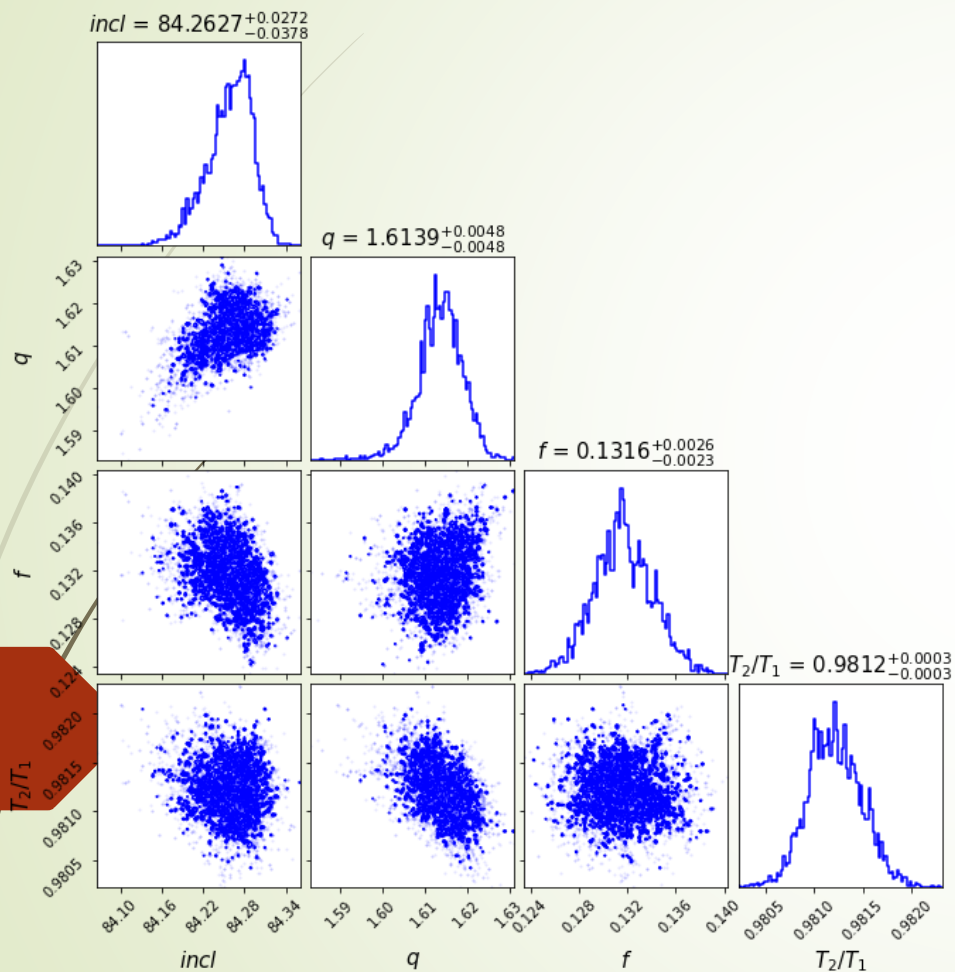 incl = 84.2627+0.0272−0.0378
q = 1.6139+0.0048−0.0048
1.63
1.62
1.61
1.60
1.59
q
f = 0.1316+0.0026−0.0023
0.140
0.136
0.132
0.128
0.124
f
T2/T1 = 0.9812+0.0003−0.0003
0.9820
0.9815
0.9810
0.9805
T2/T1
84.10 84.16 84.22 84.28 84.34 1.59 1.60 1.61 1.62 1.63 0.124 0.128 0.132 0.136 0.140 0.9805 0.9810 0.9815 0.9820
incl q f T2/T1